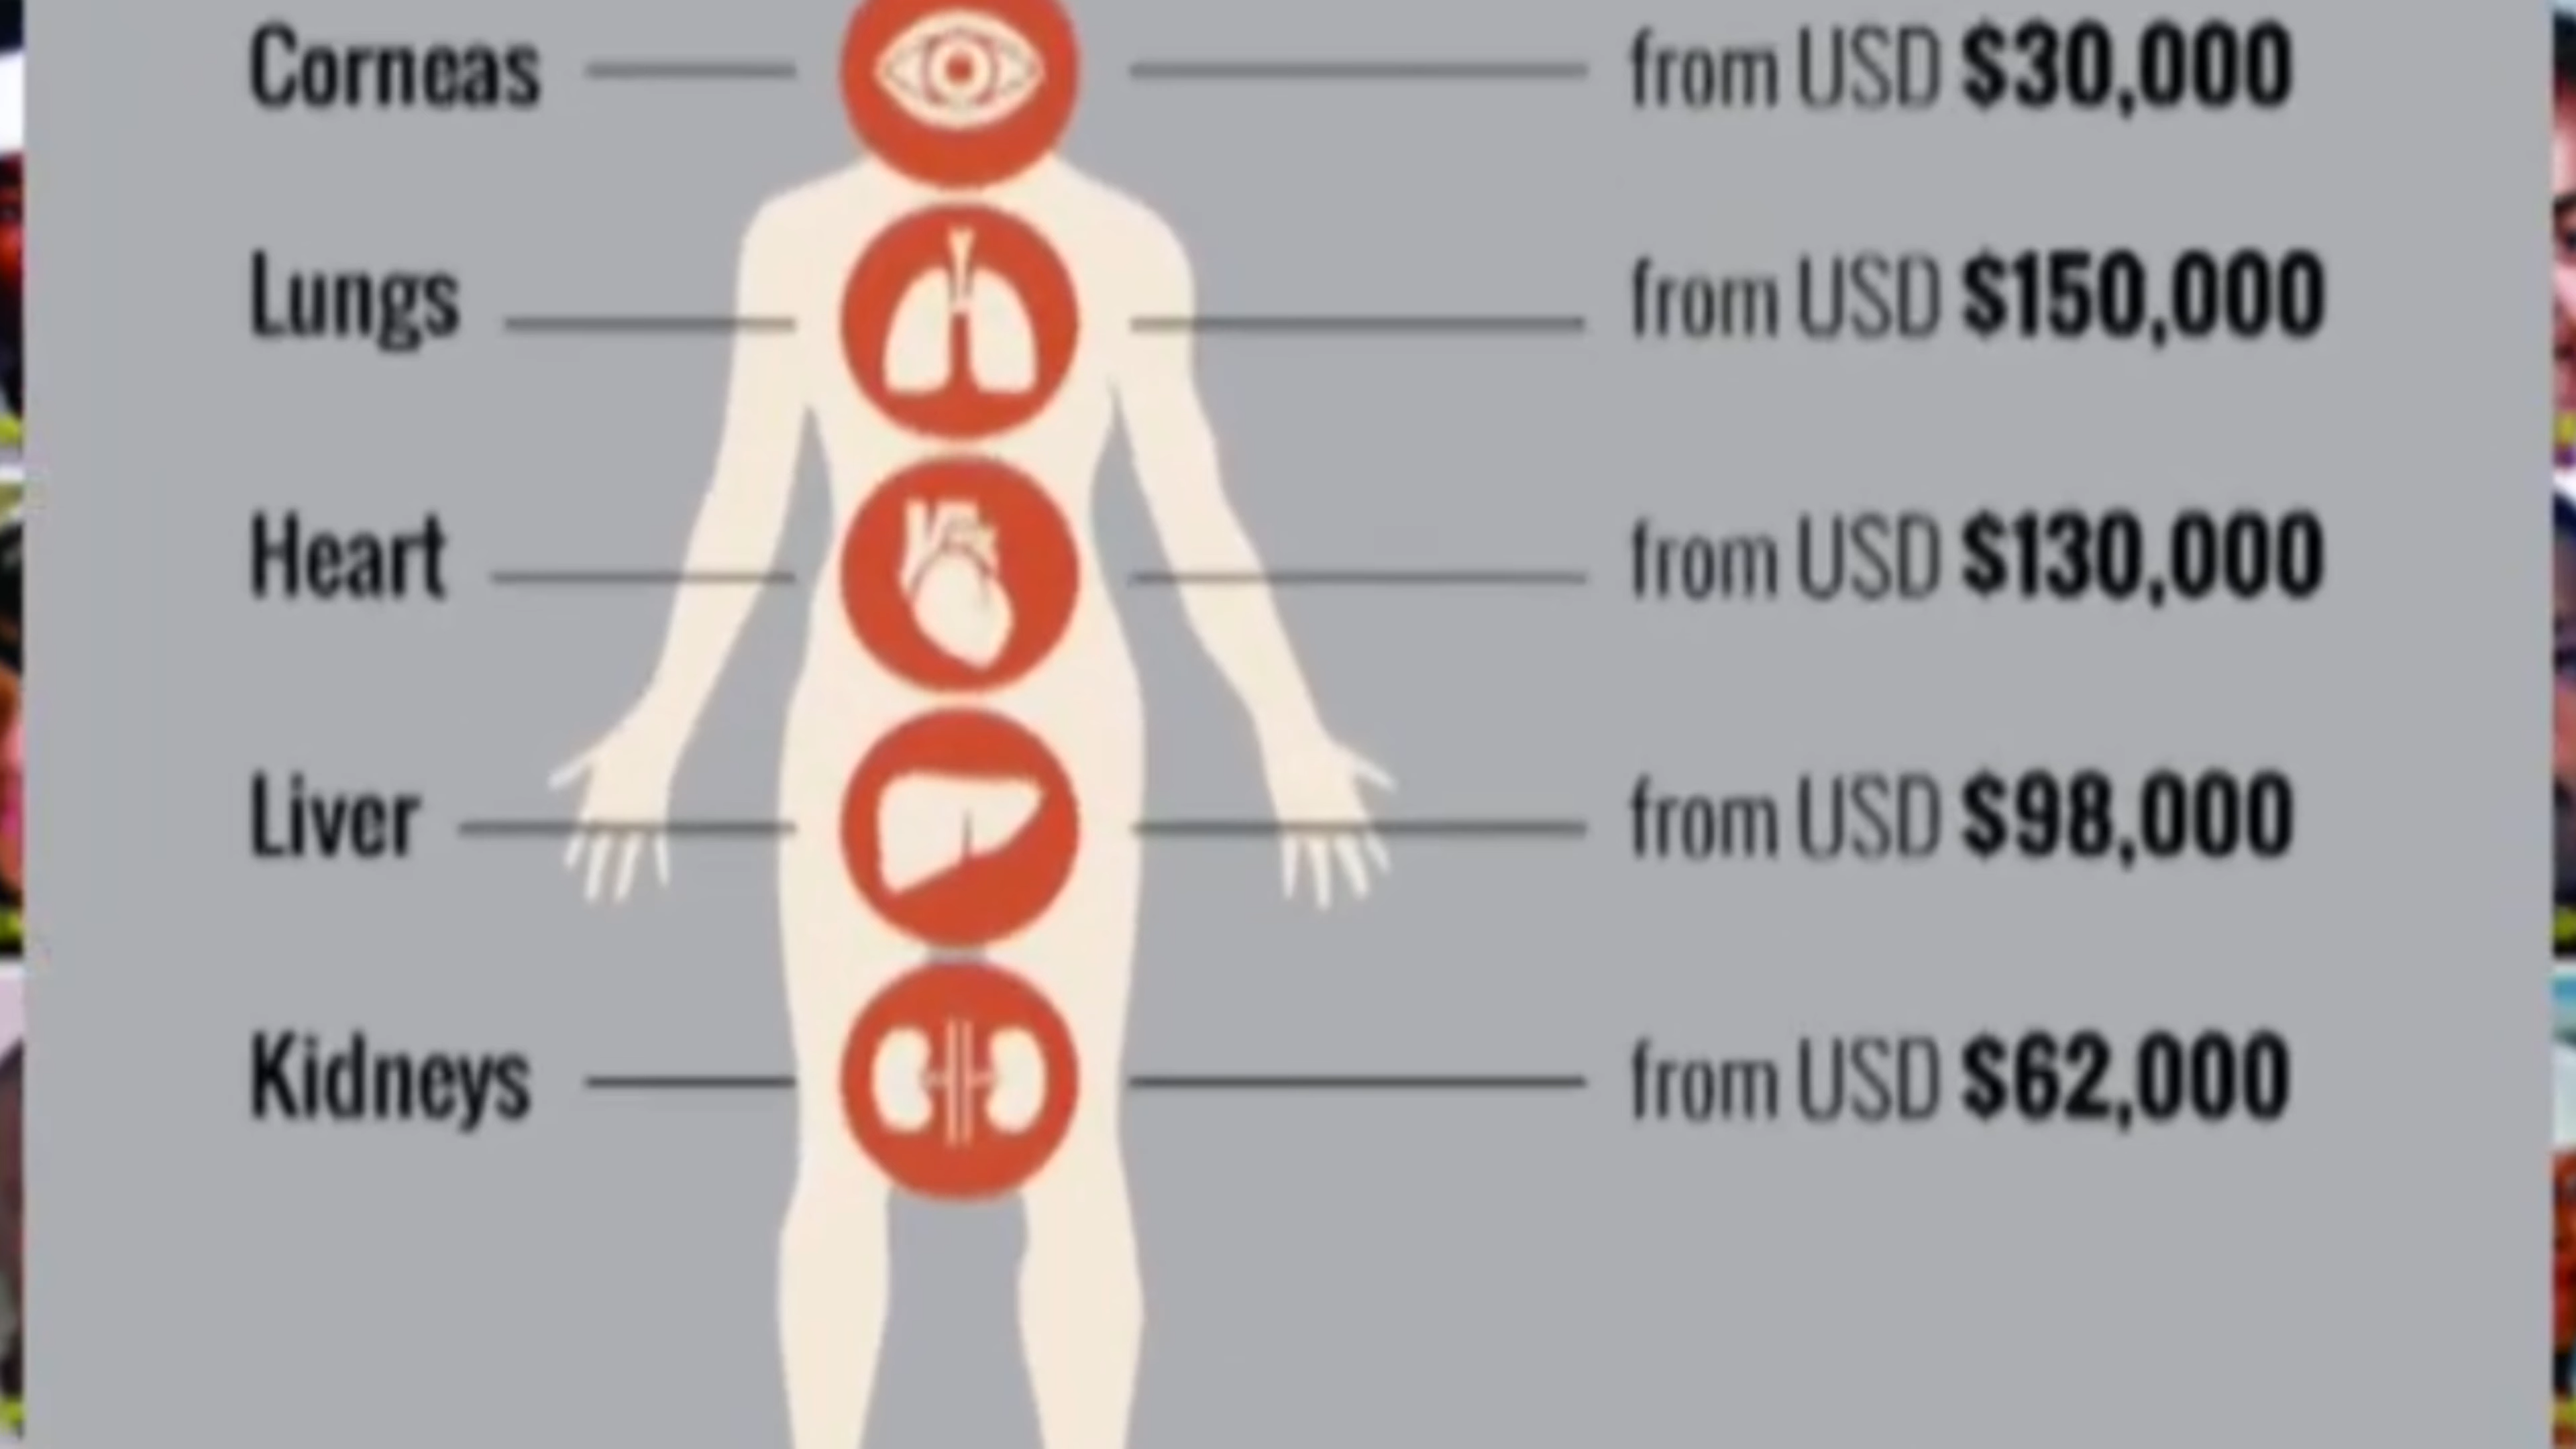 Corneas from USD $30,000
Lungs from USD $150,000
Heart from USD $130,000
Liver from USD $98,000
Kidneys from USD $62,000